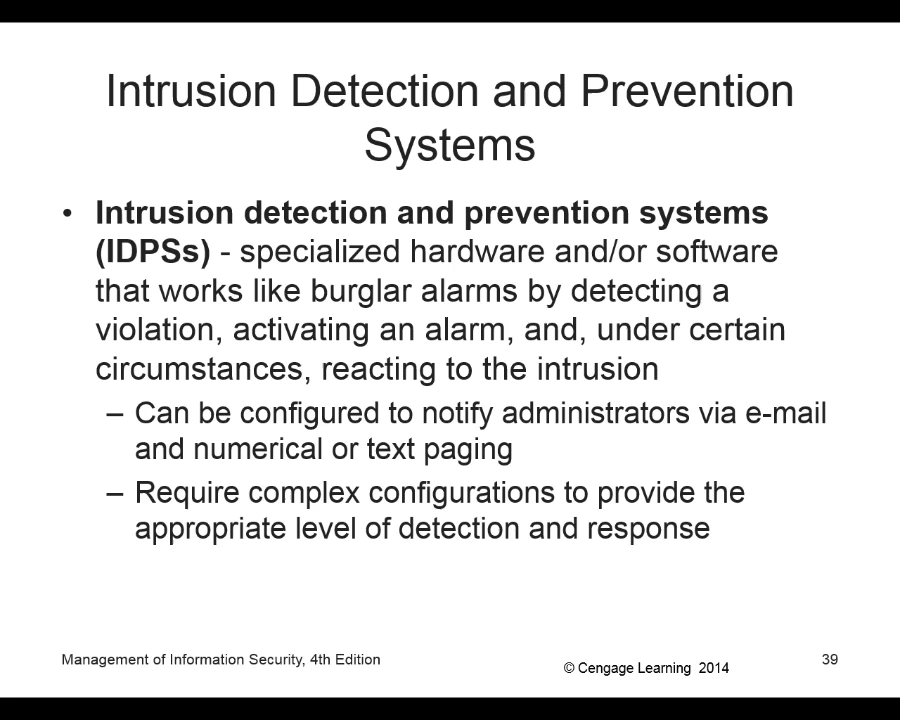 Intrusion Detection and Prevention
Systems
• Intrusion detection and prevention systems
(IDPSs) - specialized hardware and/or software
that works like burglar alarms by detecting a
violation, activating an alarm, and, under certain
circumstances, reacting to the intrusion
– Can be configured to notify administrators via e-mail
and numerical or text paging
– Require complex configurations to provide the
appropriate level of detection and response
Management of Information Security, 4th Edition
© Cengage Learning 2014
39